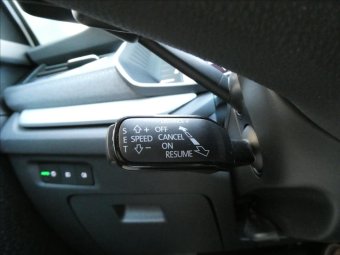 S ⇧+ OFF
E SPEED CANCEL
T ⇩− ON
RESUME